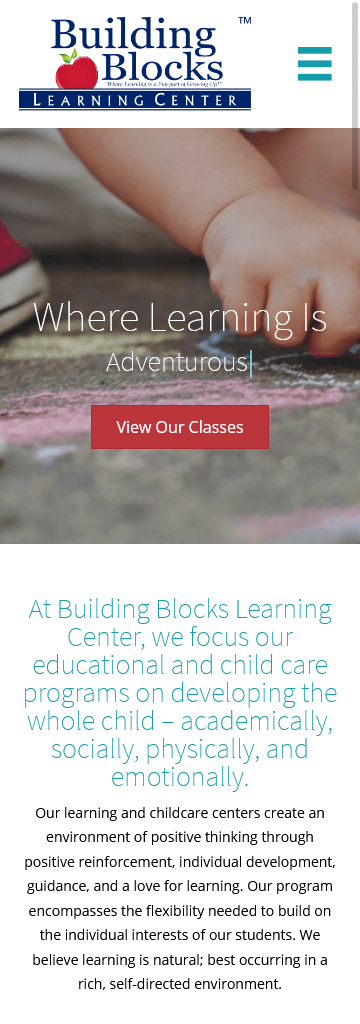 Building
™
Blocks
"Where Learning is a Fun part of Growing Up!"
LEARNING CENTER
Where Learning Is
Adventurous
View Our Classes
At Building Blocks Learning
Center, we focus our
educational and child care
programs on developing the
whole child – academically,
socially, physically, and
emotionally.
Our learning and childcare centers create an
environment of positive thinking through
positive reinforcement, individual development,
guidance, and a love for learning. Our program
encompasses the flexibility needed to build on
the individual interests of our students. We
believe learning is natural; best occurring in a
rich, self-directed environment.